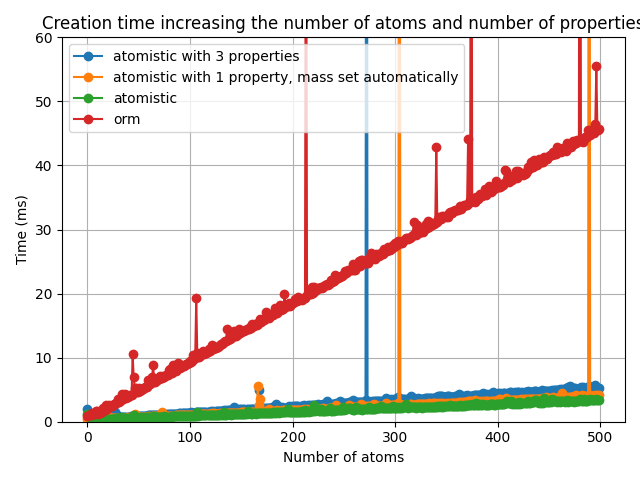 Creation time increasing the number of atoms and number of properties
60
50
40
30
20
10
0
Time (ms)
atomistic with 3 properties
atomistic with 1 property, mass set automatically
atomistic
orm
0 100 200 300 400 500
Number of atoms